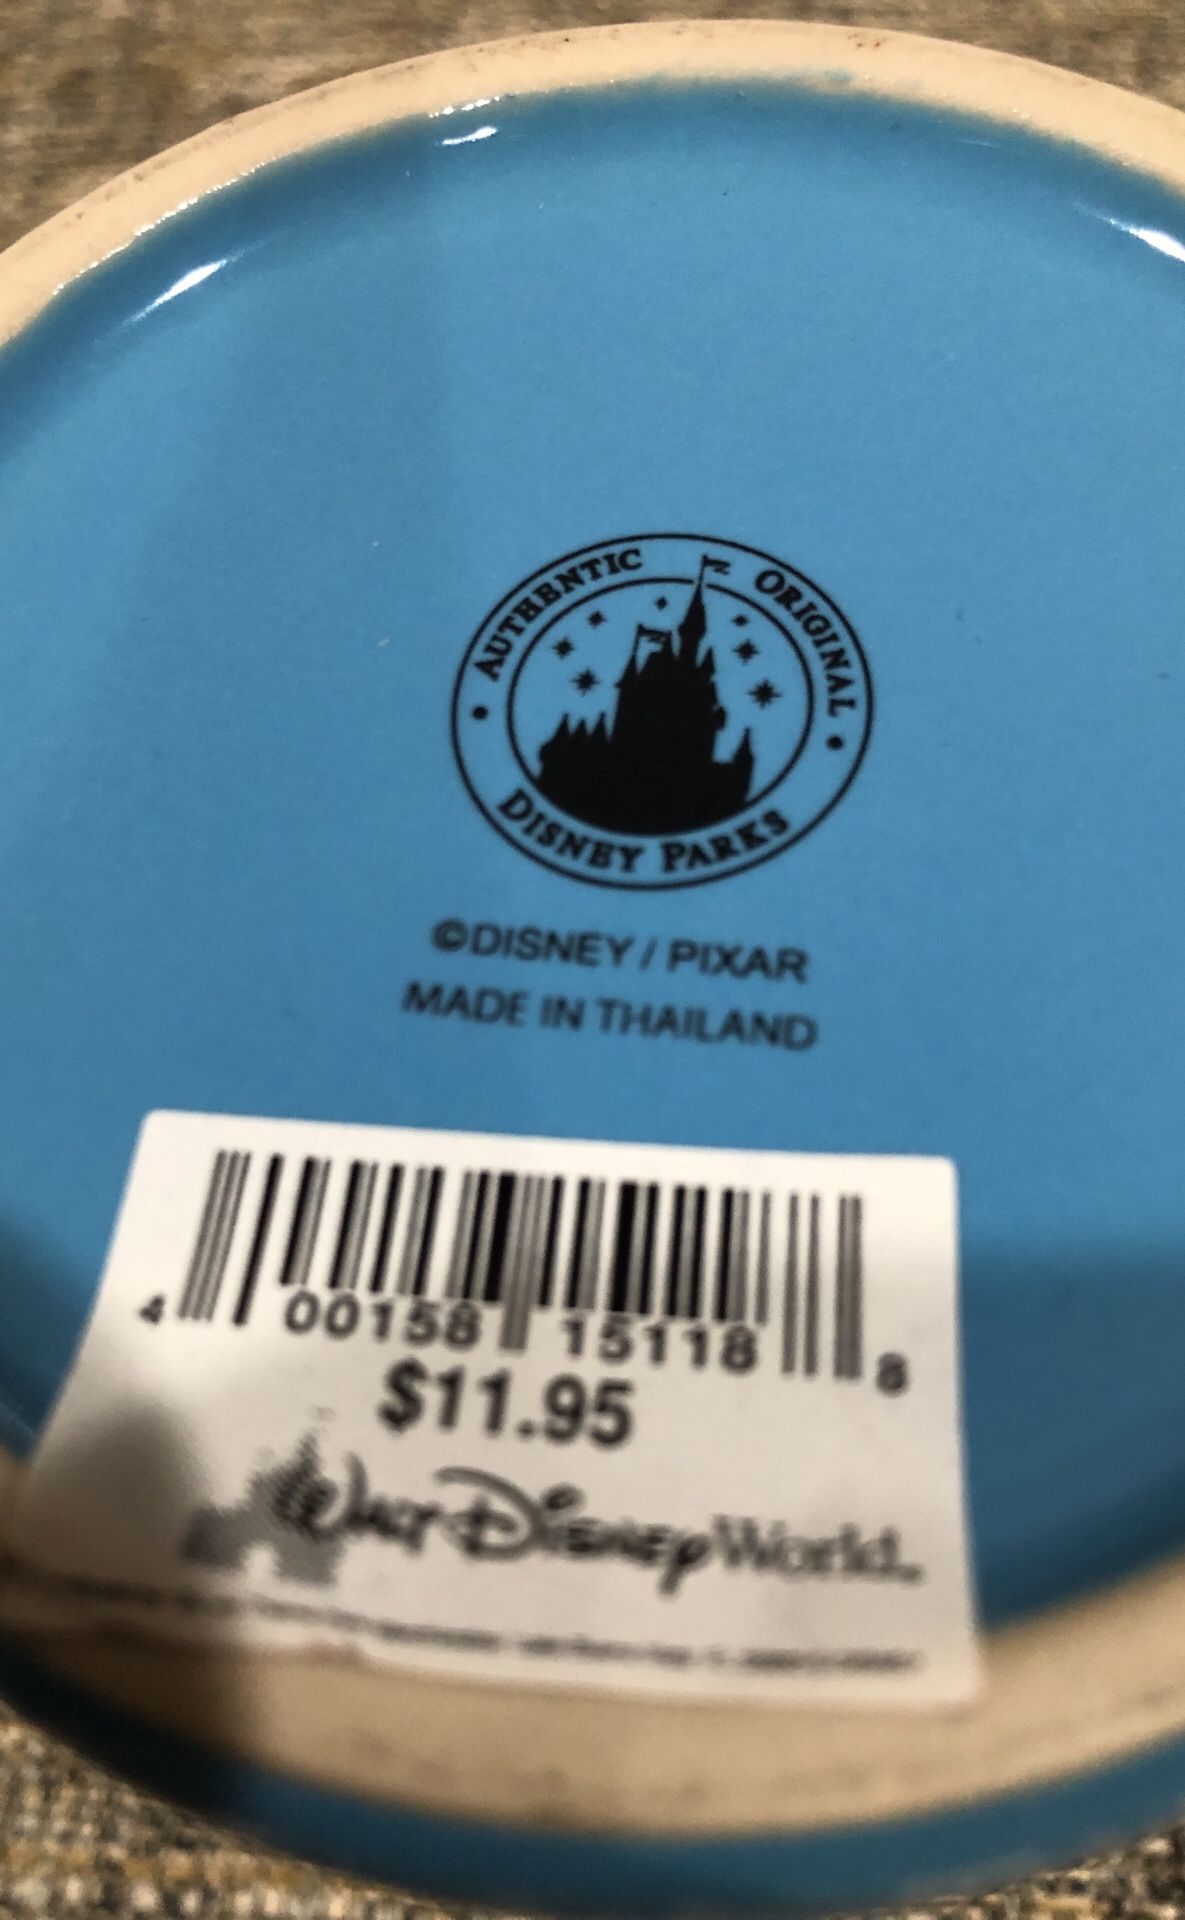 AUTHENTIC ORIGINAL
DISNEY PARKS
©DISNEY / PIXAR
MADE IN THAILAND
4 00158 15118 8
$11.95
WALT DISNEY World